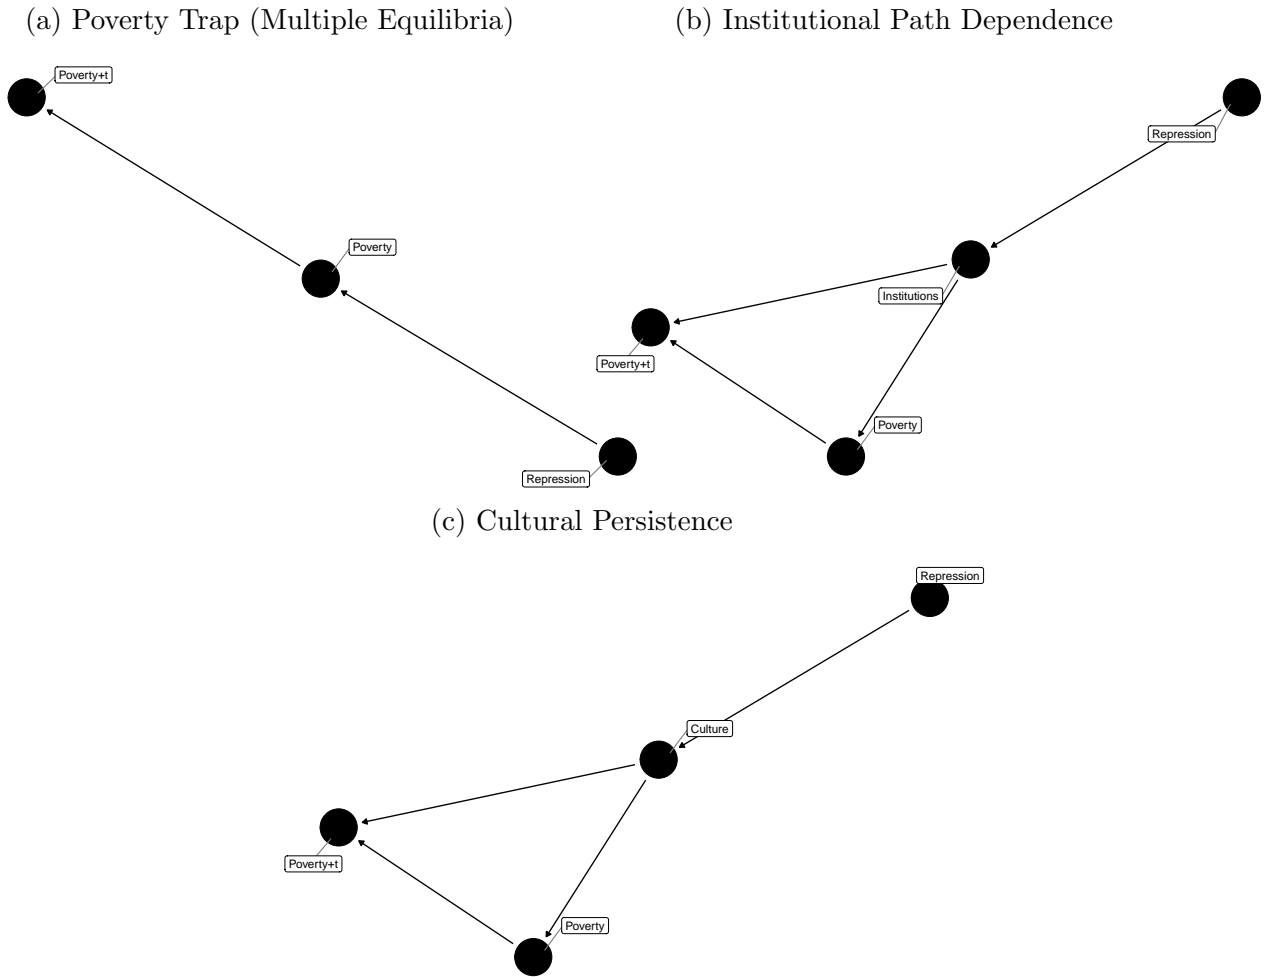 (a) Poverty Trap (Multiple Equilibria)
Poverty+t
Poverty
Repression
(b) Institutional Path Dependence
Repression
Institutions
Poverty+t
Poverty
(c) Cultural Persistence
Repression
Culture
Poverty+t
Poverty